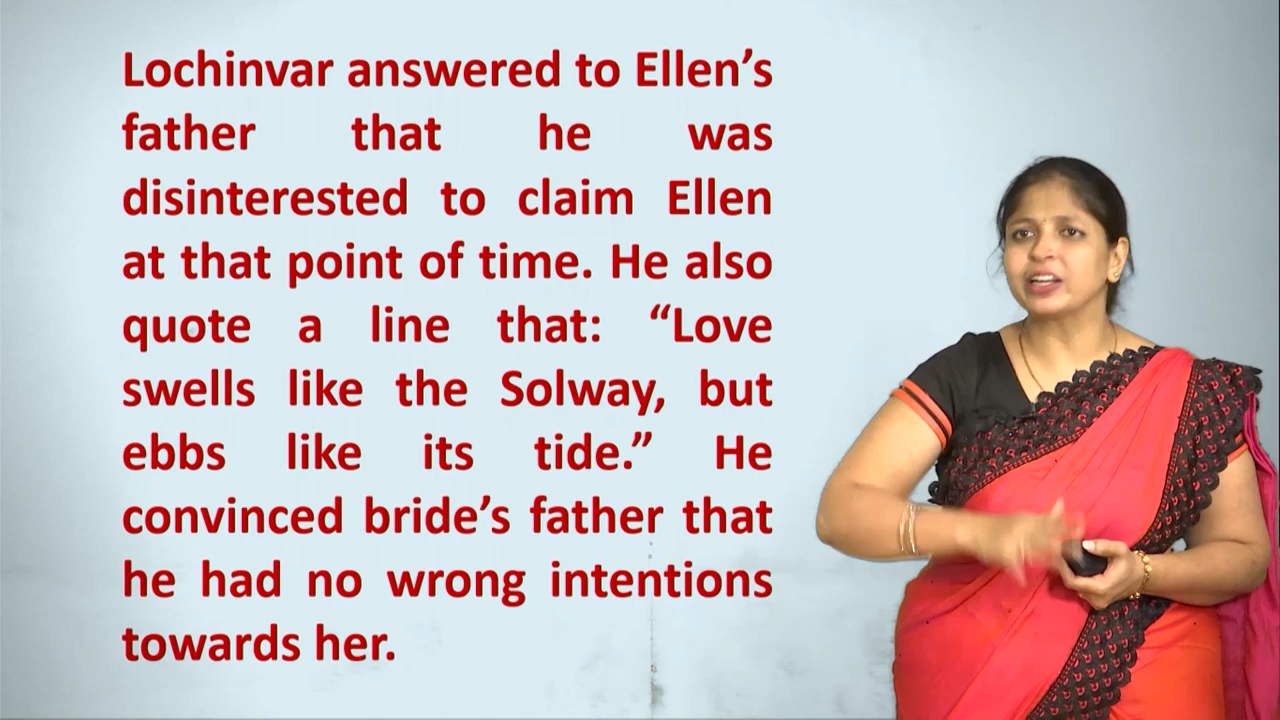 Lochinvar answered to Ellen’s
father that he was
disinterested to claim Ellen
at that point of time. He also
quote a line that: “Love
swells like the Solway, but
ebbs like its tide.” He
convinced bride’s father that
he had no wrong intentions
towards her.